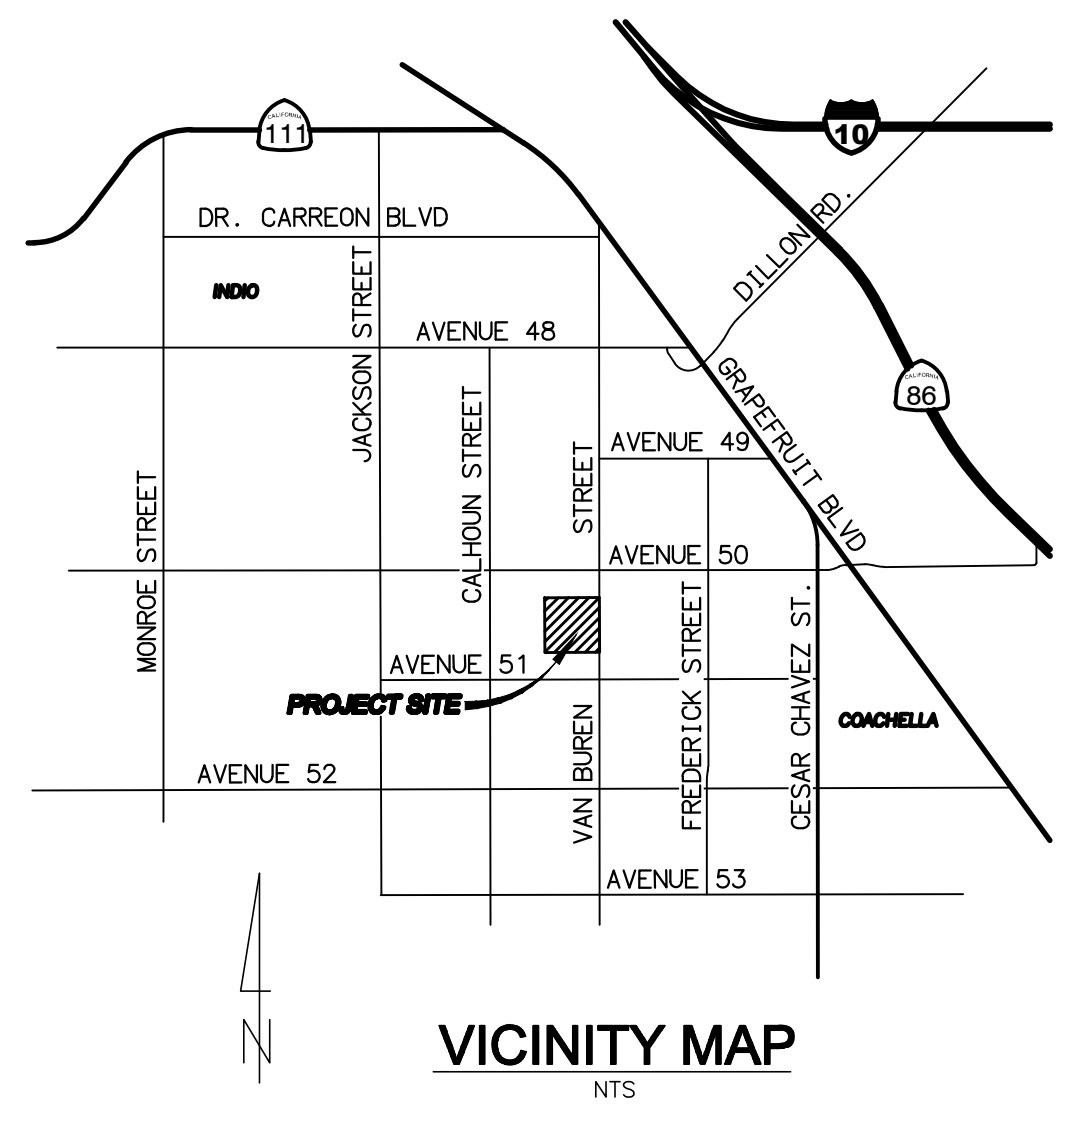 CALIFORNIA
111
10
DR. CARREON BLVD
DILLON RD.
INDIO
JACKSON STREET
AVENUE 48
GRAPEFRUIT BLVD
CALIFORNIA
86
CALHOUN STREET
AVENUE 49
MONROE STREET
VAN BUREN STREET
AVENUE 50
FREDERICK STREET
CESAR CHAVEZ ST.
AVENUE 51
PROJECT SITE
COACHELLA
AVENUE 52
AVENUE 53
N
VICINITY MAP
NTS